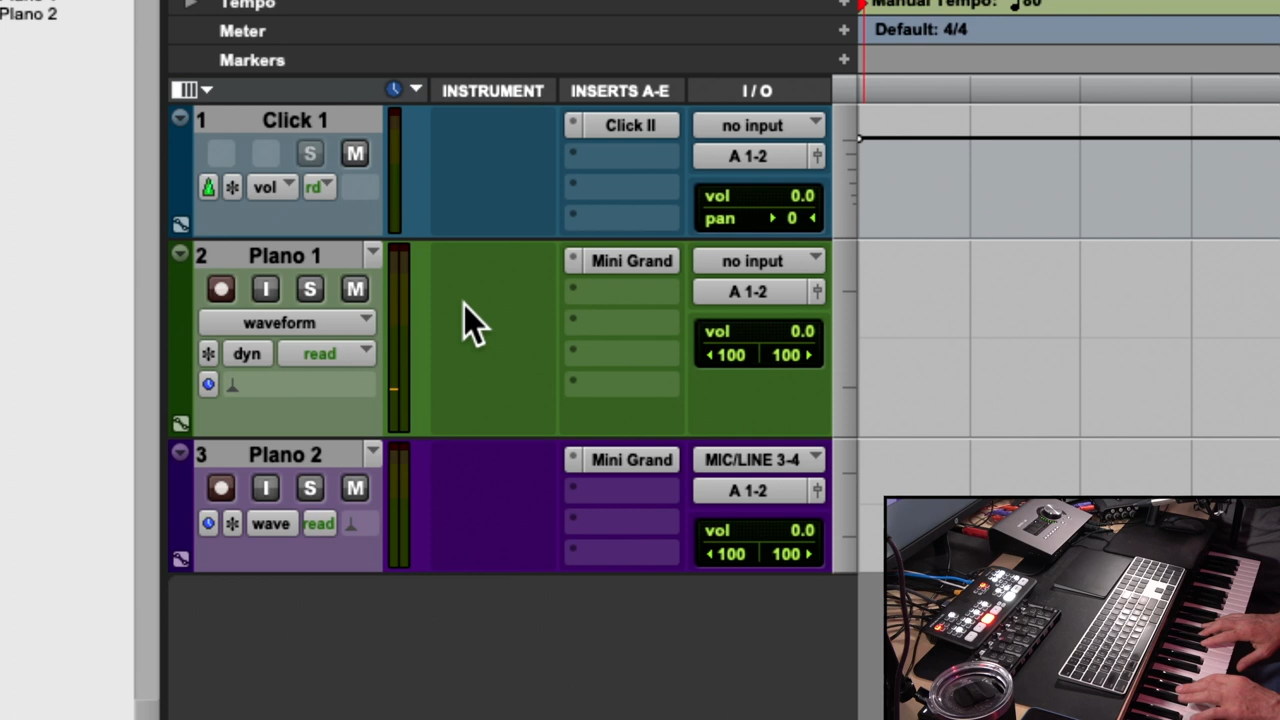 Plano 2
Tempo
Manual Tempo: 80
Meter
Default: 4/4
Markers
INSTRUMENT INSERTS A-E I / O
1 Click 1
Click II
no input
S M
A 1-2
vol rd
vol 0.0
pan 0
2 Plano 1
Mini Grand
no input
I S M
A 1-2
waveform
vol 0.0
dyn read
100 100
3 Plano 2
Mini Grand
MIC/LINE 3-4
I S M
A 1-2
wave read
vol 0.0
100 100